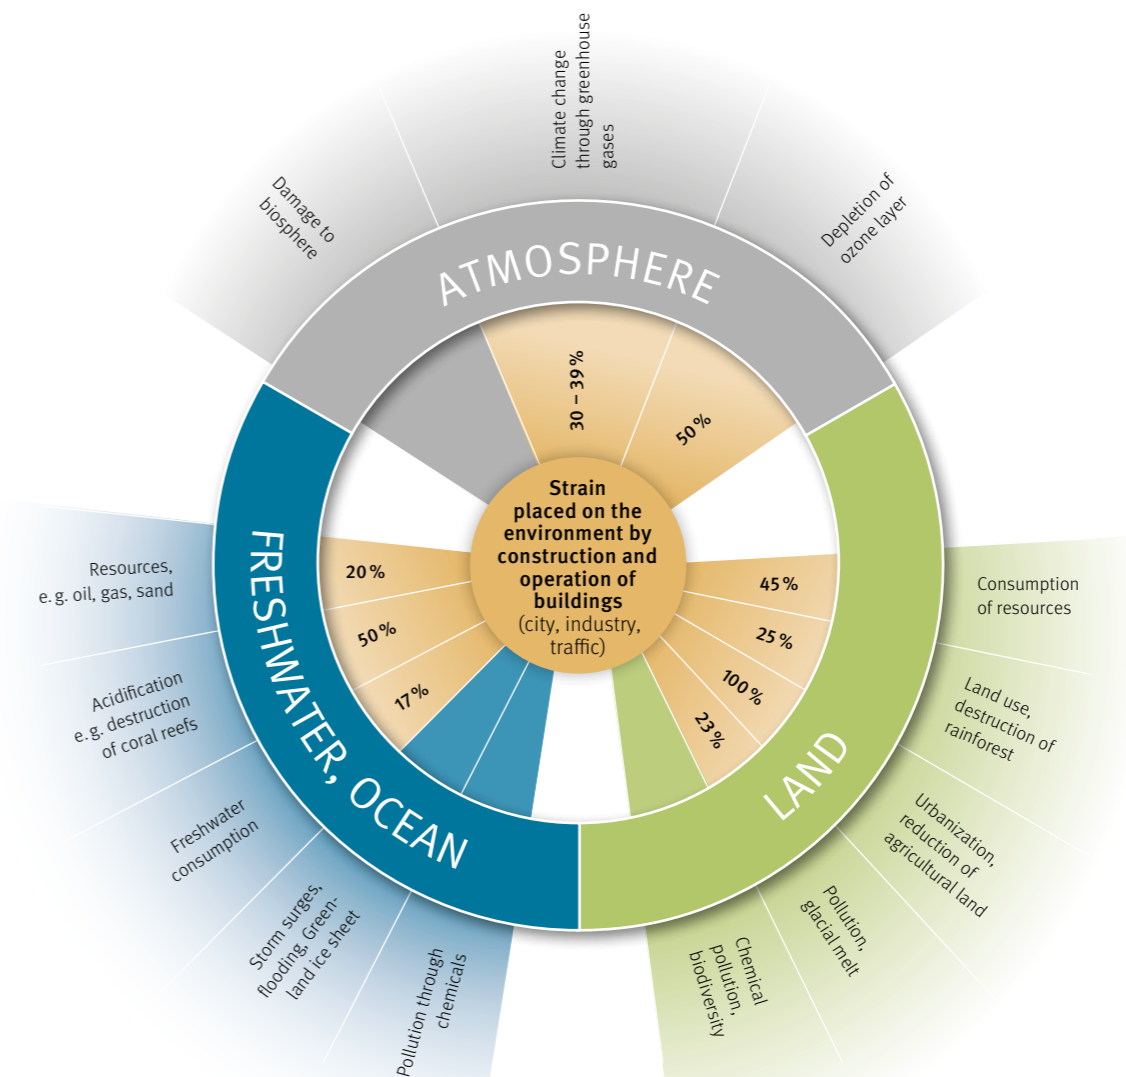 Climate change
through greenhouse
gases
Damage to
biosphere
Depletion of
ozone layer
ATMOSPHERE
30 – 39 %
50 %
Strain
placed on the
environment by
construction and
operation of
buildings
(city, industry,
traffic)
FRESHWATER, OCEAN
20 %
50 %
17 %
Resources,
e. g. oil, gas, sand
Acidification
e. g. destruction
of coral reefs
Freshwater
consumption
Storm surges,
flooding, Green-
land ice sheet
Pollution through
chemicals
LAND
45 %
25 %
100 %
23 %
Consumption
of resources
Land use,
destruction of
rainforest
Urbanization,
reduction of
agricultural land
Pollution,
glacial melt
Chemical
pollution,
biodiversity